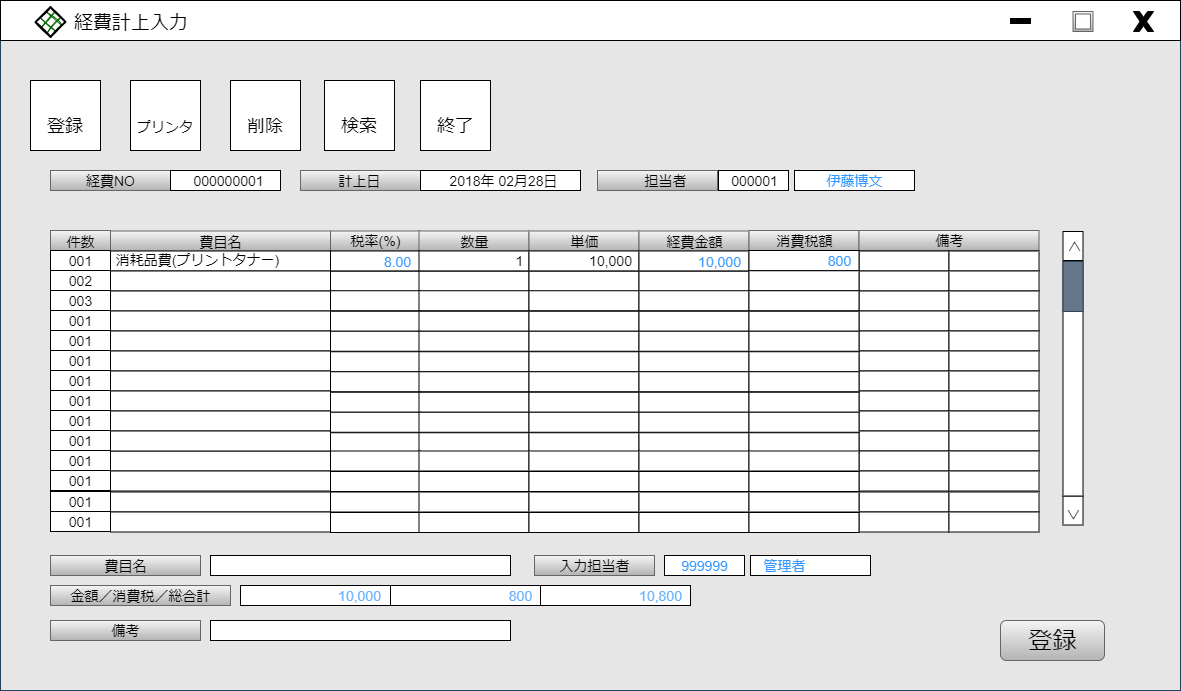 経費計上入力
登録 プリンタ 削除 検索 終了
経費NO 000000001 計上日 2018年 02月28日 担当者 000001 伊藤博文
件数 費目名 税率(%) 数量 単価 経費金額 消費税額 備考
001 消耗品費(プリントタナー) 8.00 1 10,000 10,000 800
002
003
001
001
001
001
001
001
001
001
001
001
001
費目名 入力担当者 999999 管理者
金額／消費税／総合計 10,000 800 10,800
備考
登録